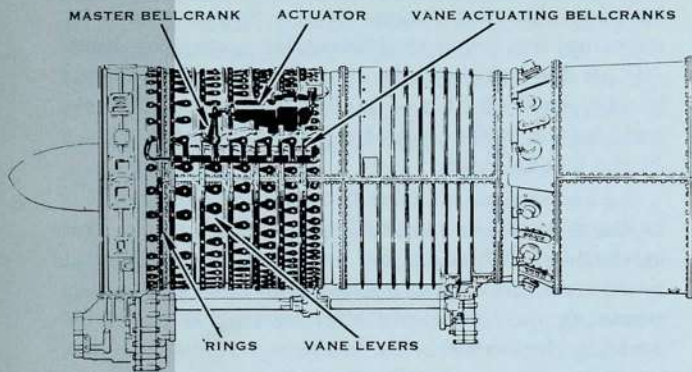 MASTER BELLCRANK
ACTUATOR
VANE ACTUATING BELLCRANKS
RINGS
VANE LEVERS